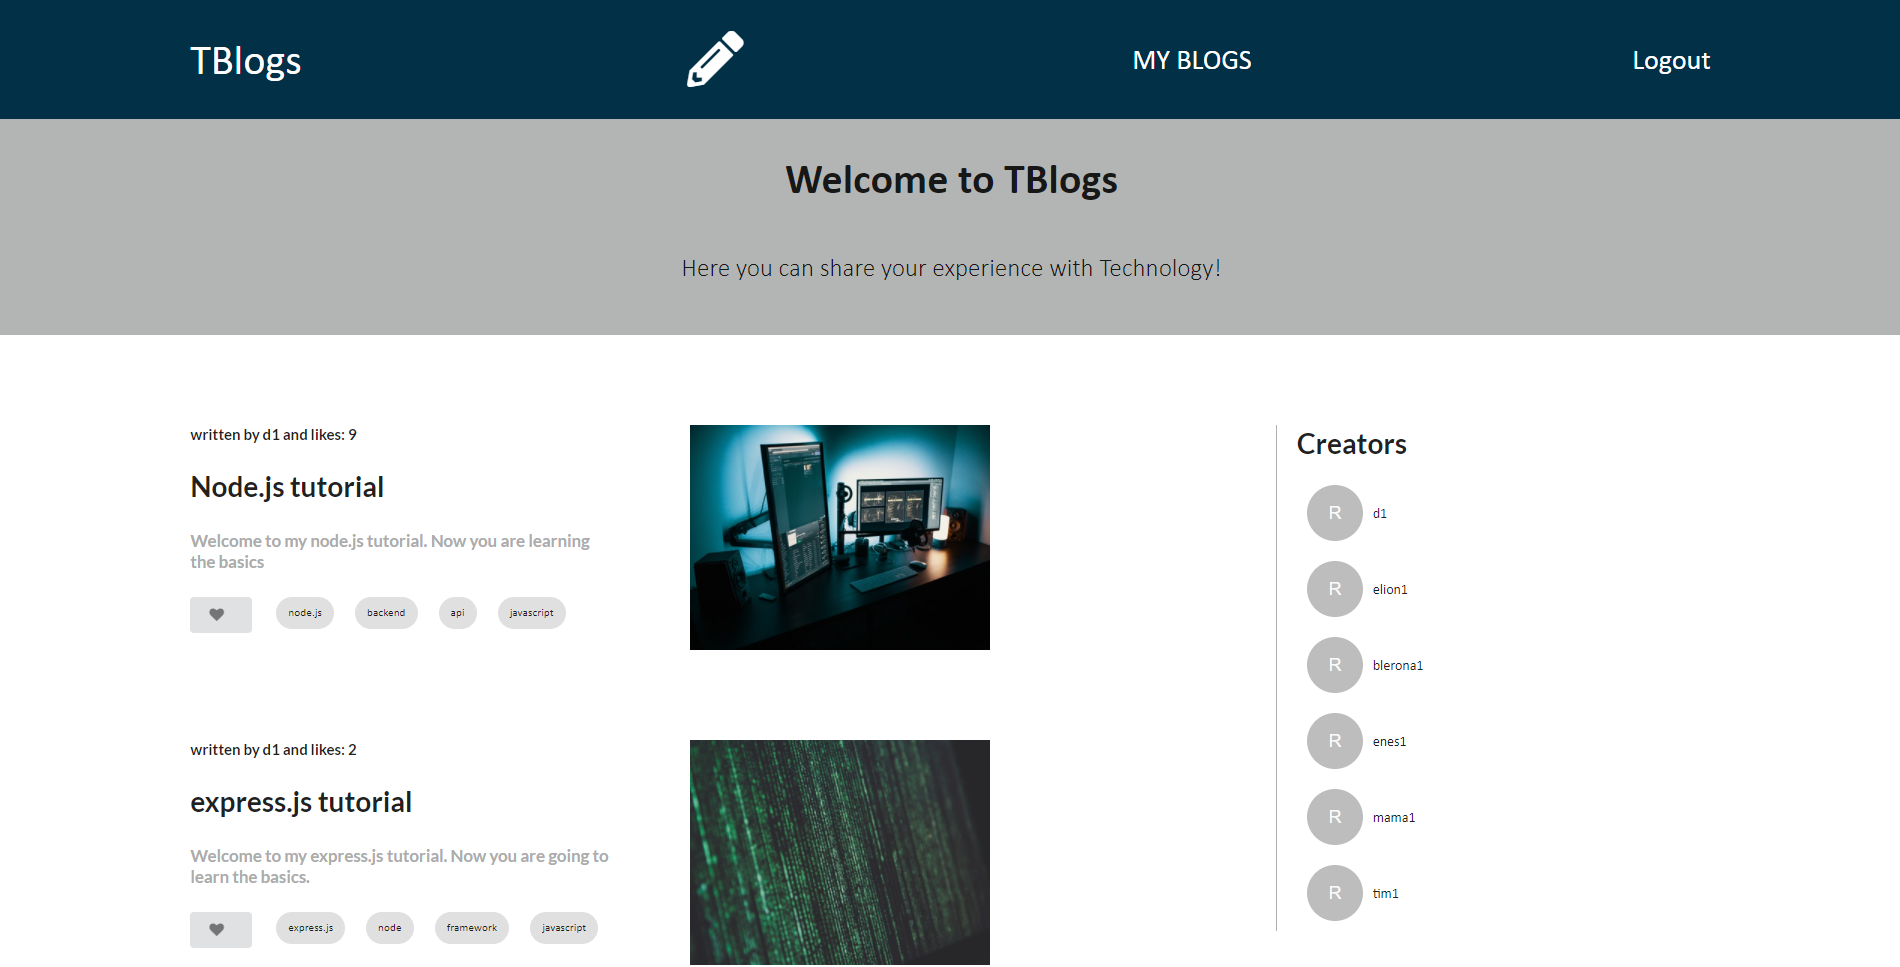 TBlogs
MY BLOGS
Logout
Welcome to TBlogs
Here you can share your experience with Technology!
written by d1 and likes: 9
Node.js tutorial
Welcome to my node.js tutorial. Now you are learning
the basics
node.js
backend
api
javascript
written by d1 and likes: 2
express.js tutorial
Welcome to my express.js tutorial. Now you are going to
learn the basics.
express.js
node
framework
javascript
Creators
R
d1
R
elion1
R
blerona1
R
enes1
R
mama1
R
tim1